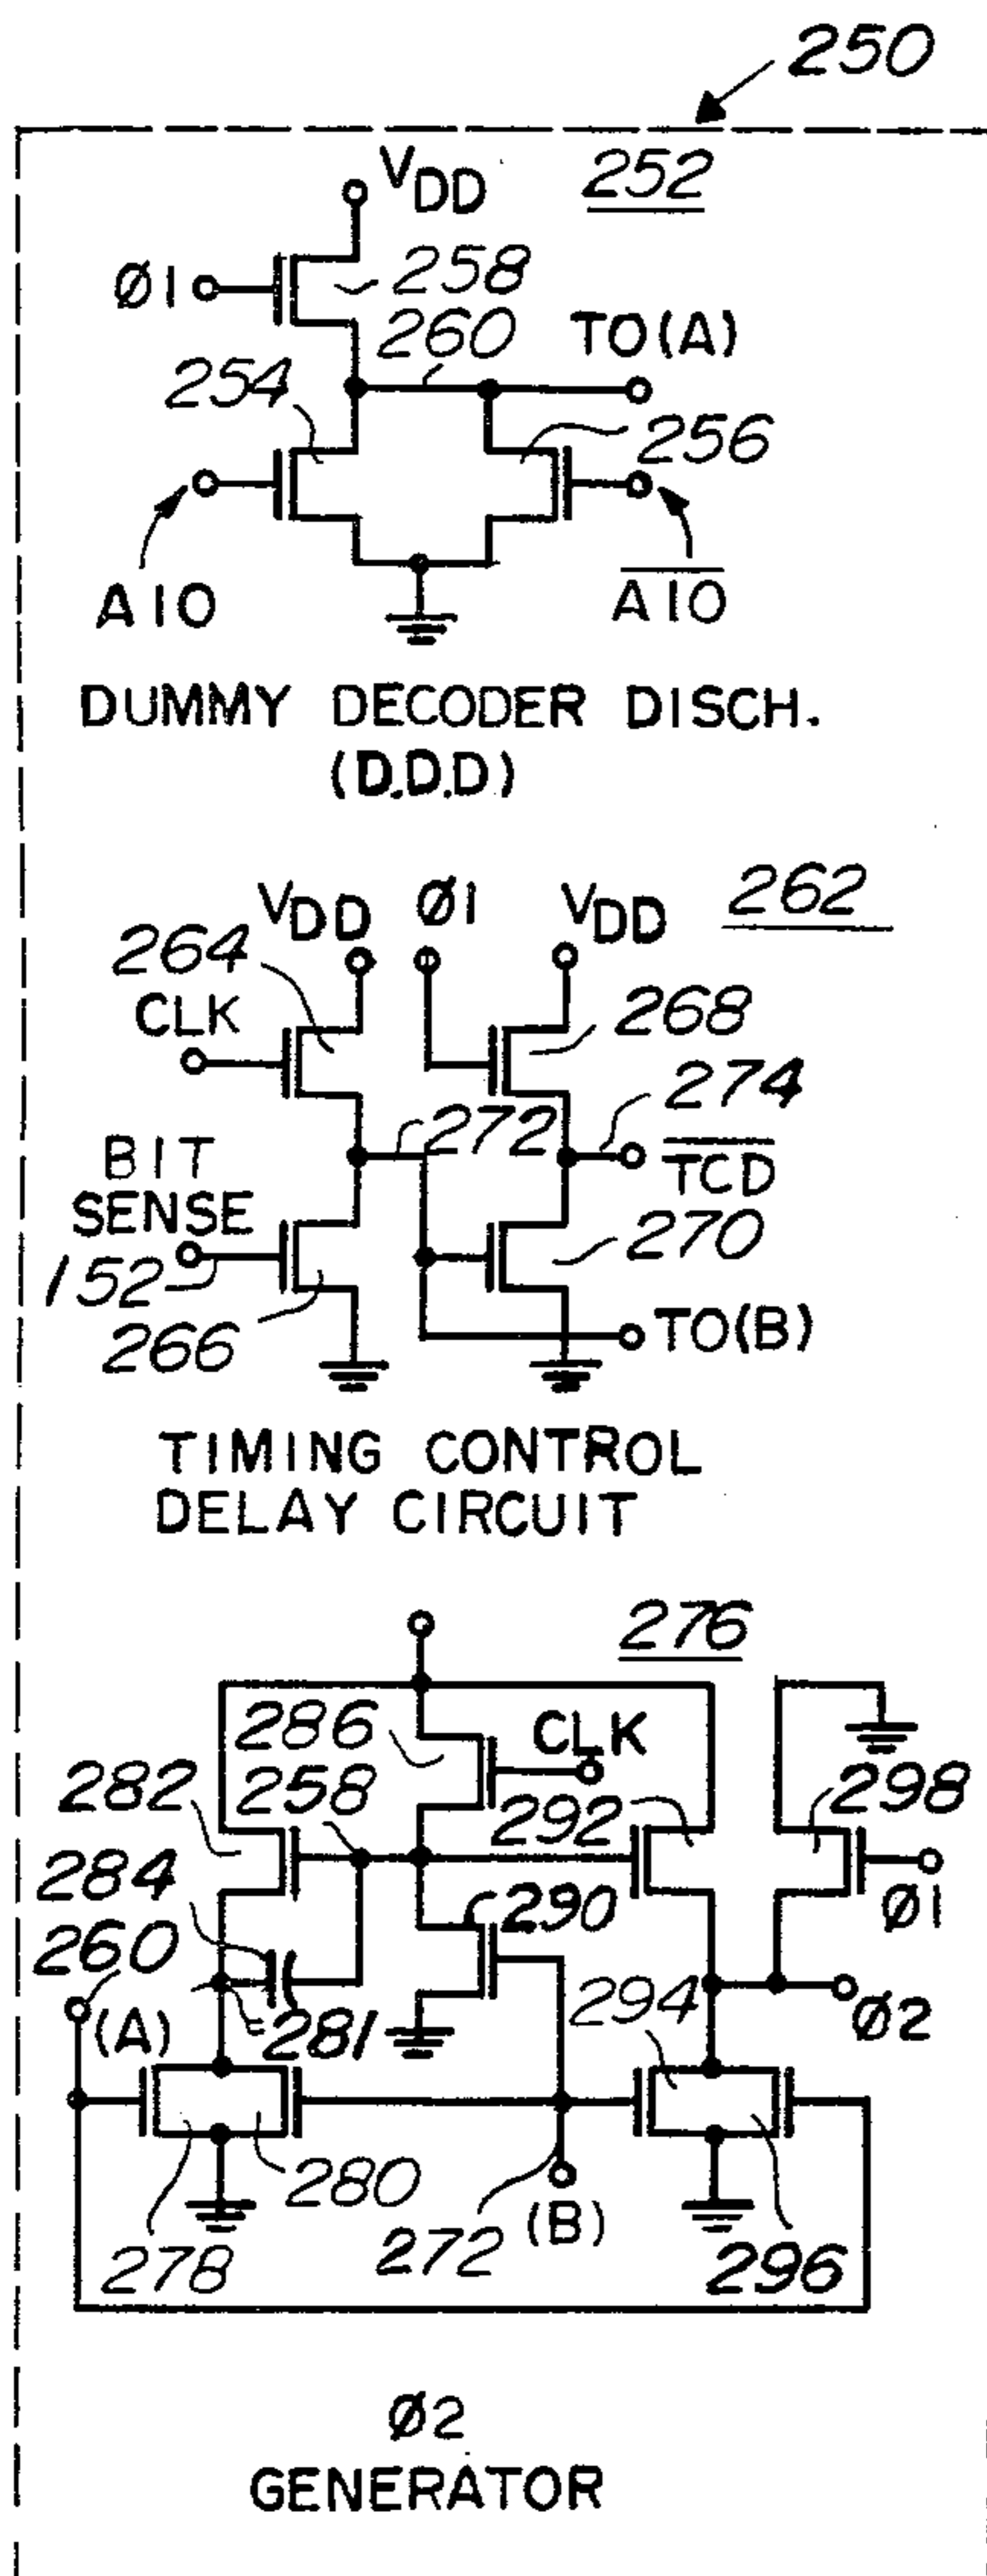 250
252
VDD
Ø1
258
260
TO(A)
254
256
A10
A̅1̅0̅
DUMMY DECODER DISCH.
(D.D.D)
262
VDD
Ø1
VDD
264
CLK
268
274
272
T̅C̅D̅
BIT
SENSE
152
270
266
TO(B)
TIMING CONTROL
DELAY CIRCUIT
276
286
CLK
282
258
292
298
284
290
Ø1
260
(A)
281
294
Ø2
280
278
272
(B)
296
Ø2
GENERATOR